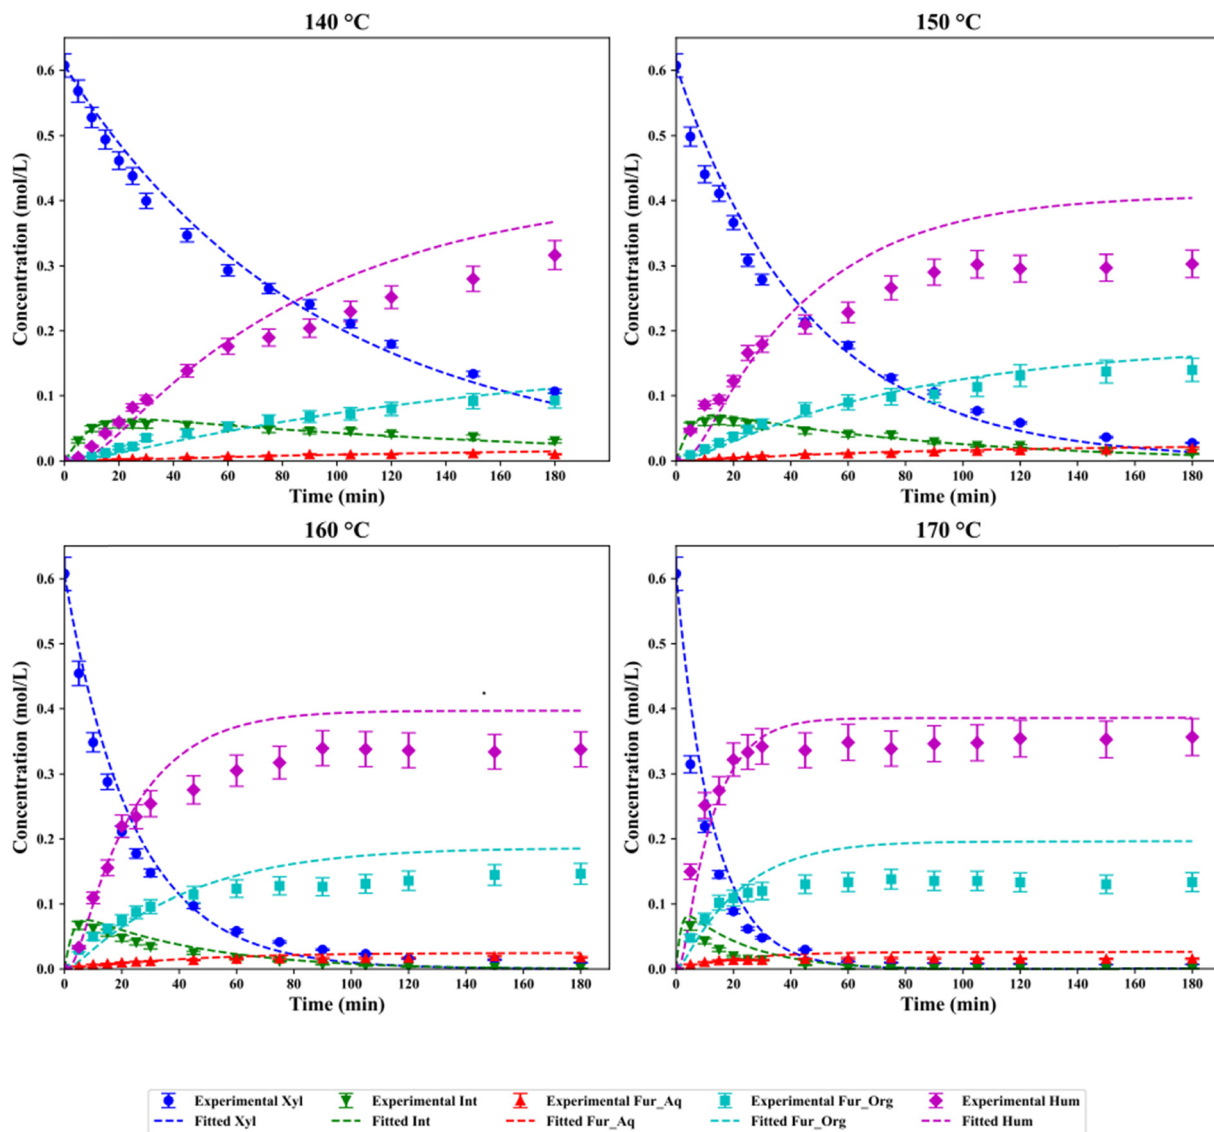 140 °C
150 °C
0.6
0.5
0.4
0.3
0.2
0.1
0.0
Concentration (mol/L)
0 20 40 60 80 100 120 140 160 180
Time (min)
0.6
0.5
0.4
0.3
0.2
0.1
0.0
Concentration (mol/L)
0 20 40 60 80 100 120 140 160 180
Time (min)
160 °C
170 °C
0.6
0.5
0.4
0.3
0.2
0.1
0.0
Concentration (mol/L)
0 20 40 60 80 100 120 140 160 180
Time (min)
0.6
0.5
0.4
0.3
0.2
0.1
0.0
Concentration (mol/L)
0 20 40 60 80 100 120 140 160 180
Time (min)
Experimental Xyl Experimental Int Experimental Fur_Aq Experimental Fur_Org Experimental Hum
Fitted Xyl Fitted Int Fitted Fur_Aq Fitted Fur_Org Fitted Hum